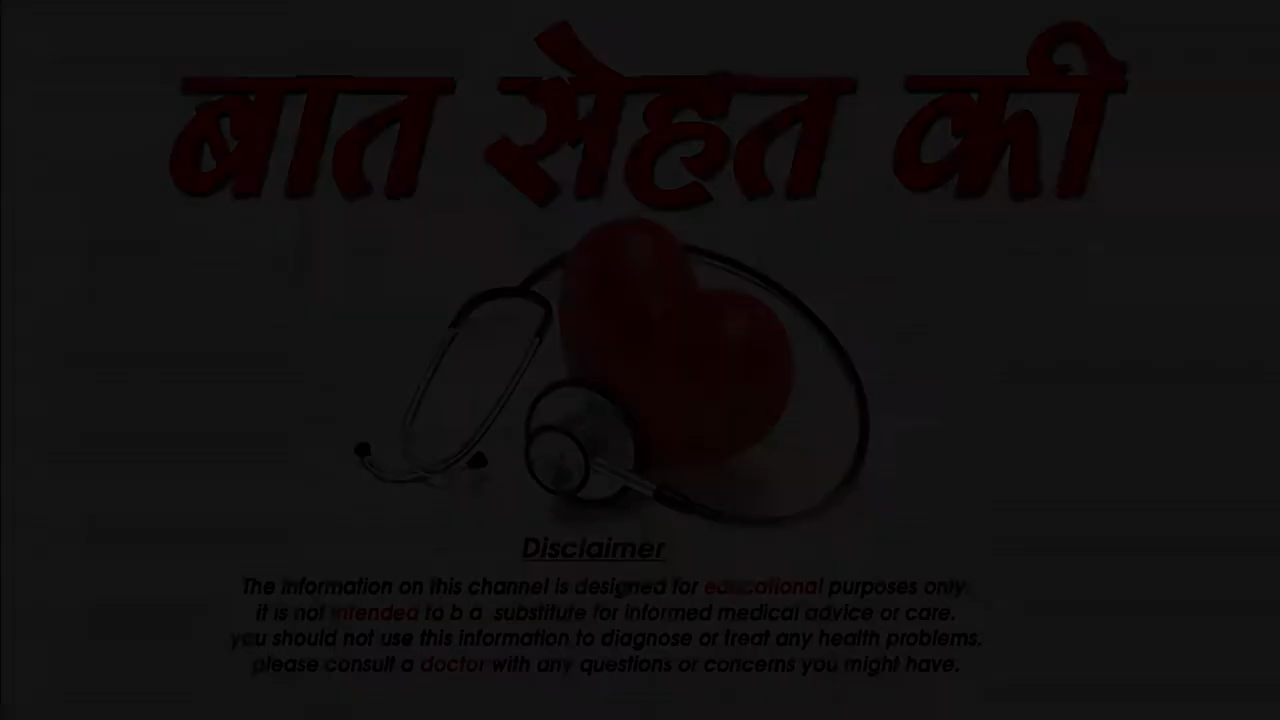 बात सेहत की
Disclaimer
The information on this channel is designed for educational purposes only.
it is not intended to b a substitute for informed medical advice or care.
you should not use this information to diagnose or treat any health problems.
please consult a doctor with any questions or concerns you might have.